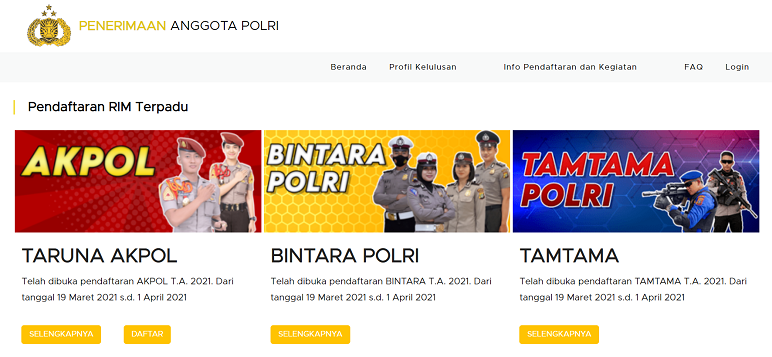 PENERIMAAN ANGGOTA POLRI
Beranda Profil Kelulusan Info Pendaftaran dan Kegiatan FAQ Login
Pendaftaran RIM Terpadu
AKPOL
BINTARA
POLRI
TAMTAMA
POLRI
TARUNA AKPOL
Telah dibuka pendaftaran AKPOL T.A. 2021. Dari
tanggal 19 Maret 2021 s.d. 1 April 2021
SELENGKAPNYA DAFTAR
BINTARA POLRI
Telah dibuka pendaftaran BINTARA T.A. 2021. Dari
tanggal 19 Maret 2021 s.d. 1 April 2021
SELENGKAPNYA
TAMTAMA
Telah dibuka pendaftaran TAMTAMA T.A. 2021. Dari
tanggal 19 Maret 2021 s.d. 1 April 2021
SELENGKAPNYA